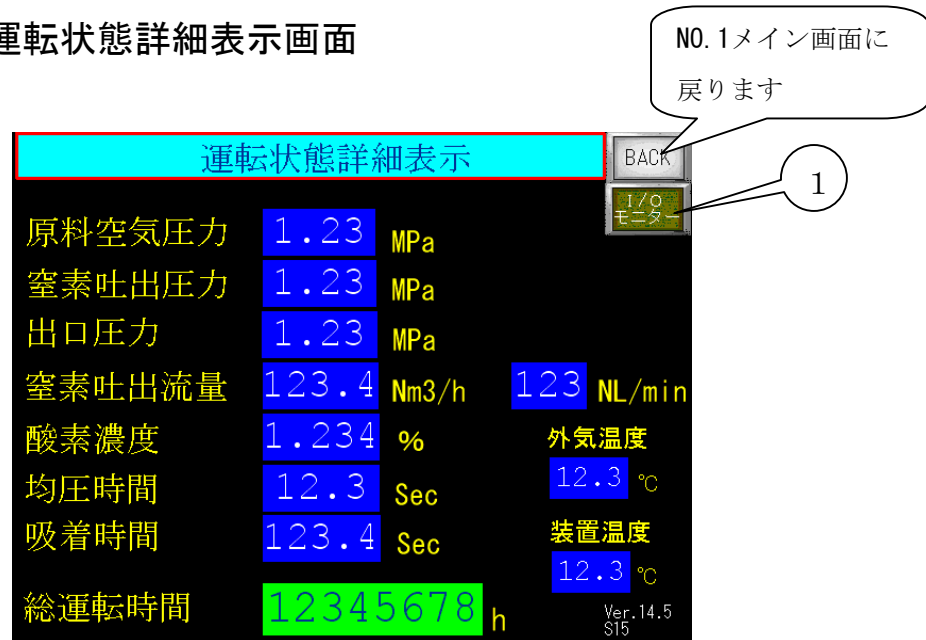 運転状態詳細表示画面
NO.1メイン画面に
戻ります
運転状態詳細表示
BACK
1
I/O
モニター
原料空気圧力 1.23 MPa
窒素吐出圧力 1.23 MPa
出口圧力 1.23 MPa
窒素吐出流量 123.4 Nm3/h 123 NL/min
酸素濃度 1.234 %
外気温度
12.3 ℃
均圧時間 12.3 Sec
吸着時間 123.4 Sec
装置温度
12.3 ℃
総運転時間 12345678 h
Ver.14.5
S15